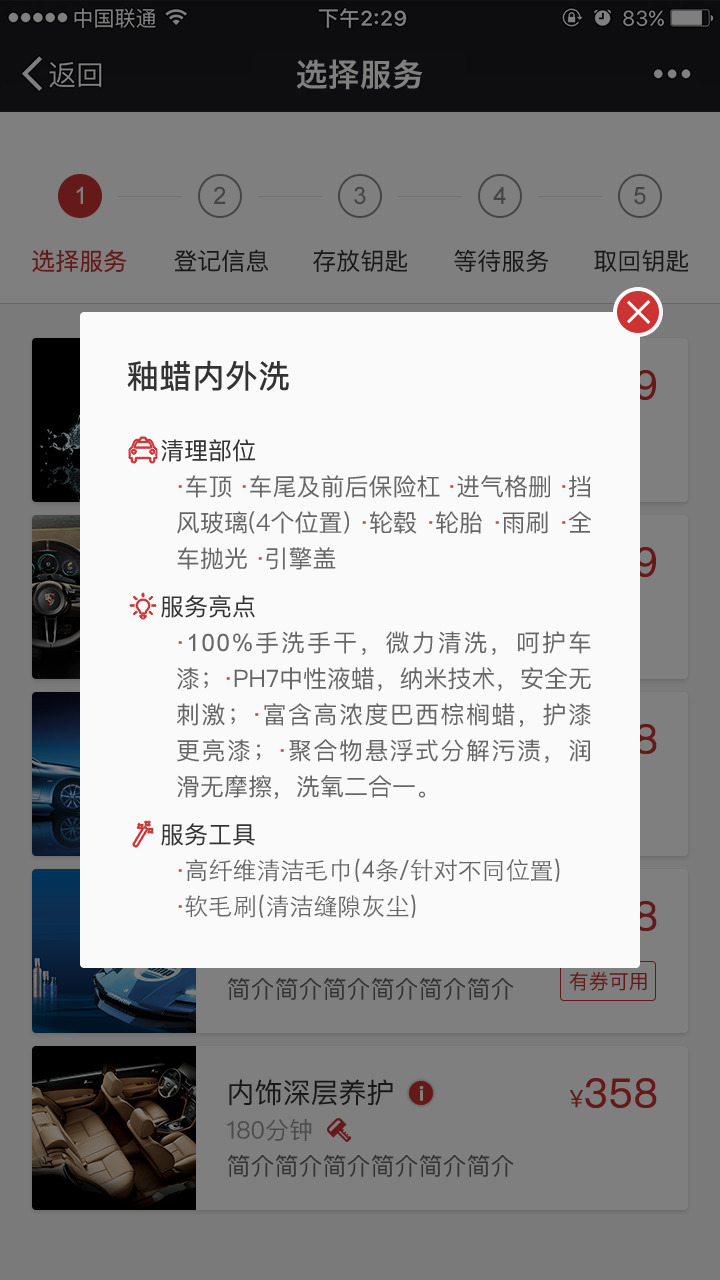 中国联通 下午2:29 83%
返回 选择服务
1 2 3 4 5
选择服务 登记信息 存放钥匙 等待服务 取回钥匙
釉蜡内外洗
清理部位
·车顶 ·车尾及前后保险杠 ·进气格删 ·挡
风玻璃(4个位置) ·轮毂 ·轮胎 ·雨刷 ·全
车抛光 ·引擎盖
服务亮点
·100%手洗手干，微力清洗，呵护车
漆；·PH7中性液蜡，纳米技术，安全无
刺激；·富含高浓度巴西棕榈蜡，护漆
更亮漆；·聚合物悬浮式分解污渍，润
滑无摩擦，洗氧二合一。
服务工具
·高纤维清洁毛巾(4条/针对不同位置)
·软毛刷(清洁缝隙灰尘)
9
9
8
8
简介简介简介简介简介简介 有券可用
内饰深层养护 ¥358
180分钟
简介简介简介简介简介简介